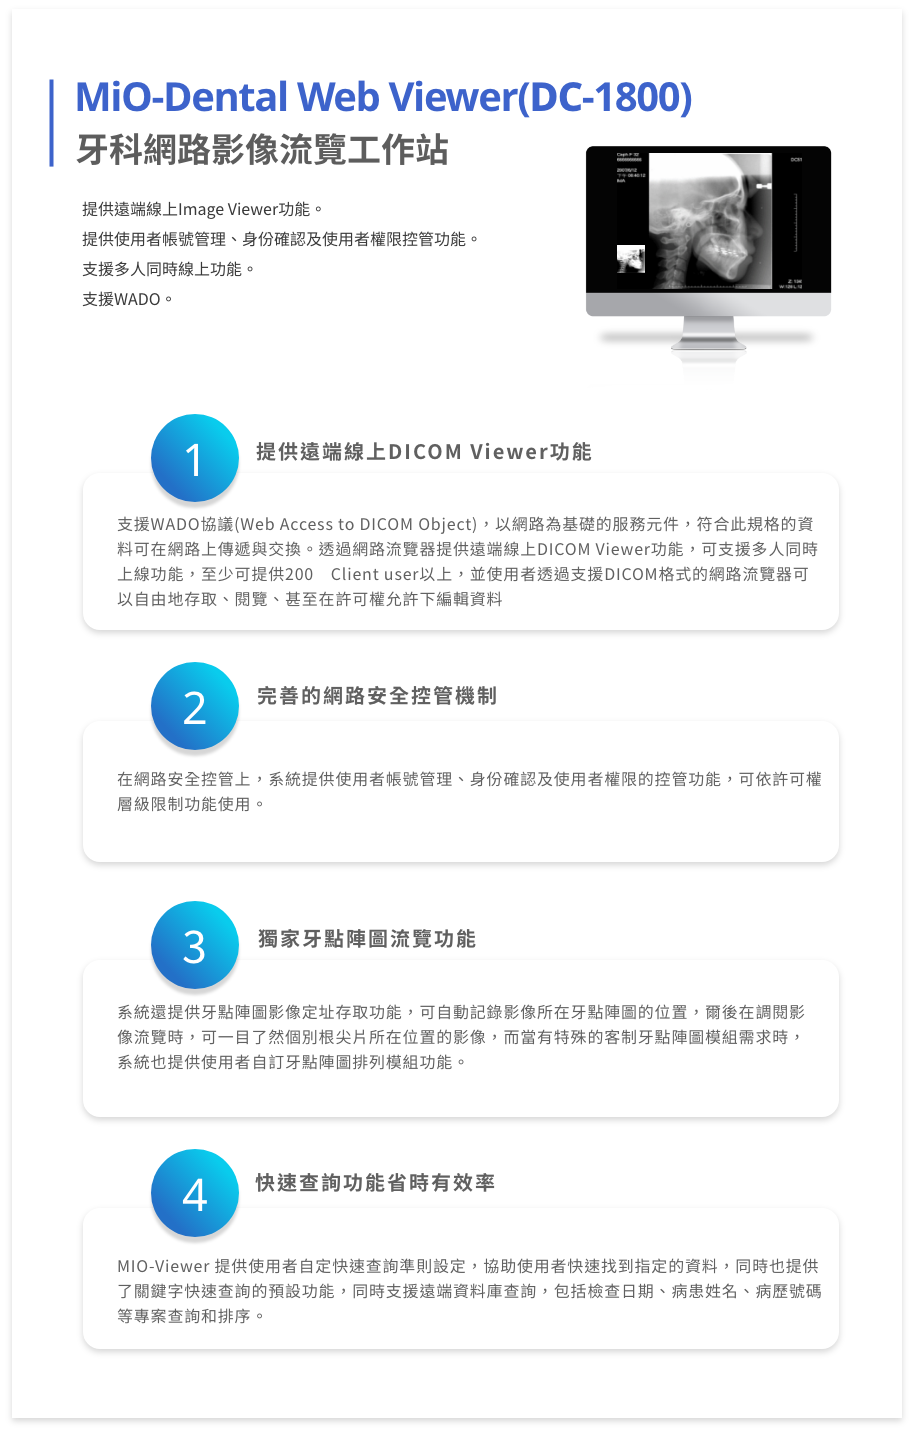 MiO-Dental Web Viewer(DC-1800)
牙科網路影像流覽工作站
提供遠端線上Image Viewer功能。
提供使用者帳號管理、身份確認及使用者權限控管功能。
支援多人同時線上功能。
支援WADO。
1
提供遠端線上DICOM Viewer功能
支援WADO協議(Web Access to DICOM Object)，以網路為基礎的服務元件，符合此規格的資
料可在網路上傳遞與交換。透過網路流覽器提供遠端線上DICOM Viewer功能，可支援多人同時
上線功能，至少可提供200　Client user以上，並使用者透過支援DICOM格式的網路流覽器可
以自由地存取、閱覽、甚至在許可權允許下編輯資料
2
完善的網路安全控管機制
在網路安全控管上，系統提供使用者帳號管理、身份確認及使用者權限的控管功能，可依許可權
層級限制功能使用。
3
獨家牙點陣圖流覽功能
系統還提供牙點陣圖影像定址存取功能，可自動記錄影像所在牙點陣圖的位置，爾後在調閱影
像流覽時，可一目了然個別根尖片所在位置的影像，而當有特殊的客制牙點陣圖模組需求時，
系統也提供使用者自訂牙點陣圖排列模組功能。
4
快速查詢功能省時有效率
MIO-Viewer 提供使用者自定快速查詢準則設定，協助使用者快速找到指定的資料，同時也提供
了關鍵字快速查詢的預設功能，同時支援遠端資料庫查詢，包括檢查日期、病患姓名、病歷號碼
等專案查詢和排序。